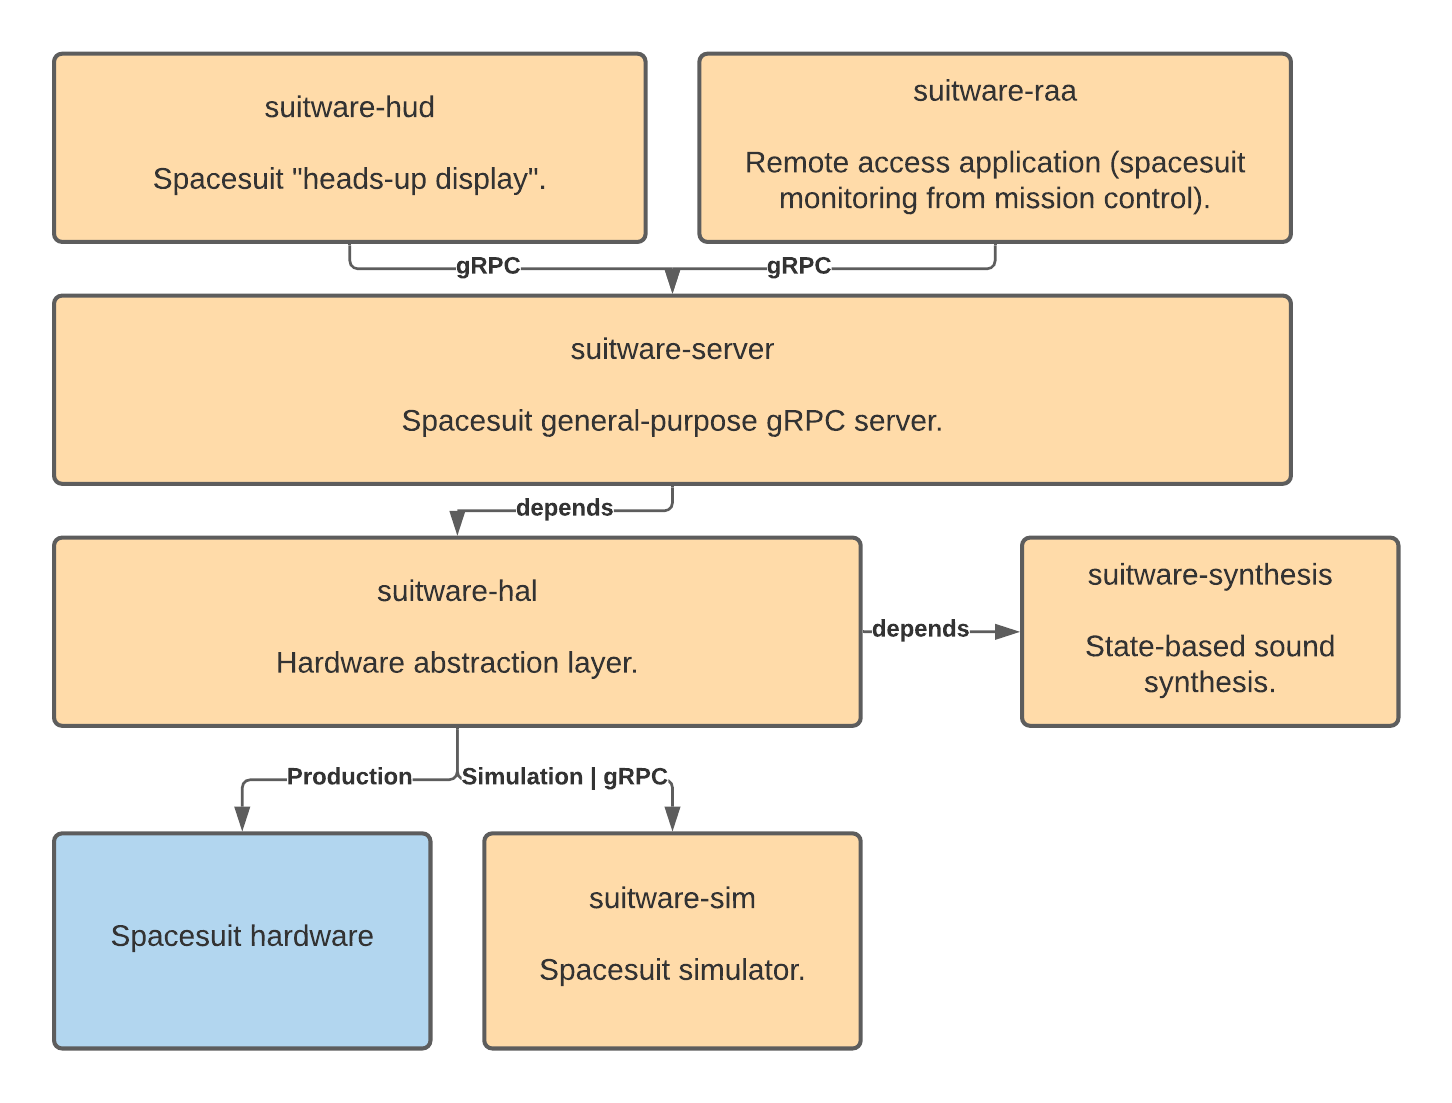 suitware-hud
Spacesuit "heads-up display".
suitware-raa
Remote access application (spacesuit
monitoring from mission control).
gRPC
gRPC
suitware-server
Spacesuit general-purpose gRPC server.
depends
suitware-hal
Hardware abstraction layer.
depends
suitware-synthesis
State-based sound
synthesis.
Production
Simulation | gRPC
Spacesuit hardware
suitware-sim
Spacesuit simulator.